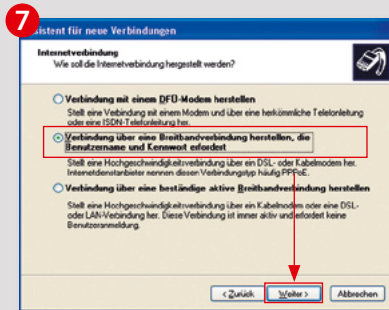 7
sistent für neue Verbindungen
Internetverbindung
Wie soll die Internetverbindung hergestellt werden?
Verbindung mit einem DFÜ-Modem herstellen
Stellt eine Verbindung mit einem Modem und über eine herkömmliche Telefonleitung
oder eine ISDN-Telefonleitung her.
Verbindung über eine Breitbandverbindung herstellen, die
Benutzername und Kennwort erfordert
Stellt eine Hochgeschwindigkeitsverbindung über ein DSL- oder Kabelmodem her.
Internetdienstanbieter nennen diesen Verbindungstyp häufig PPPoE.
Verbindung über eine beständige aktive Breitbandverbindung herstellen
Stellt eine Hochgeschwindigkeitsverbindung über ein Kabelmodem oder eine DSL-
oder LAN-Verbindung her. Diese Verbindung ist immer aktiv und erfordert keine
Benutzeranmeldung.
< Zurück Weiter > Abbrechen